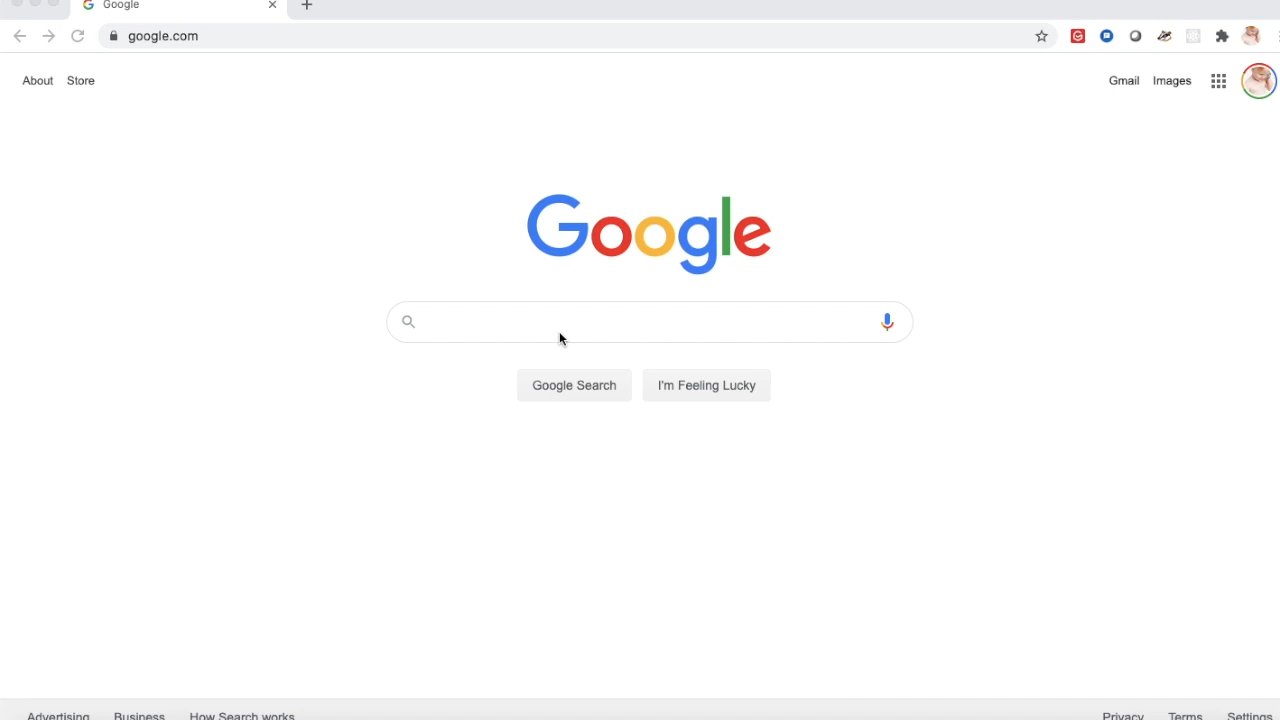 Google
google.com
About Store Gmail Images
Google
Google Search I'm Feeling Lucky
Advertising Business How Search works Privacy Terms Settings